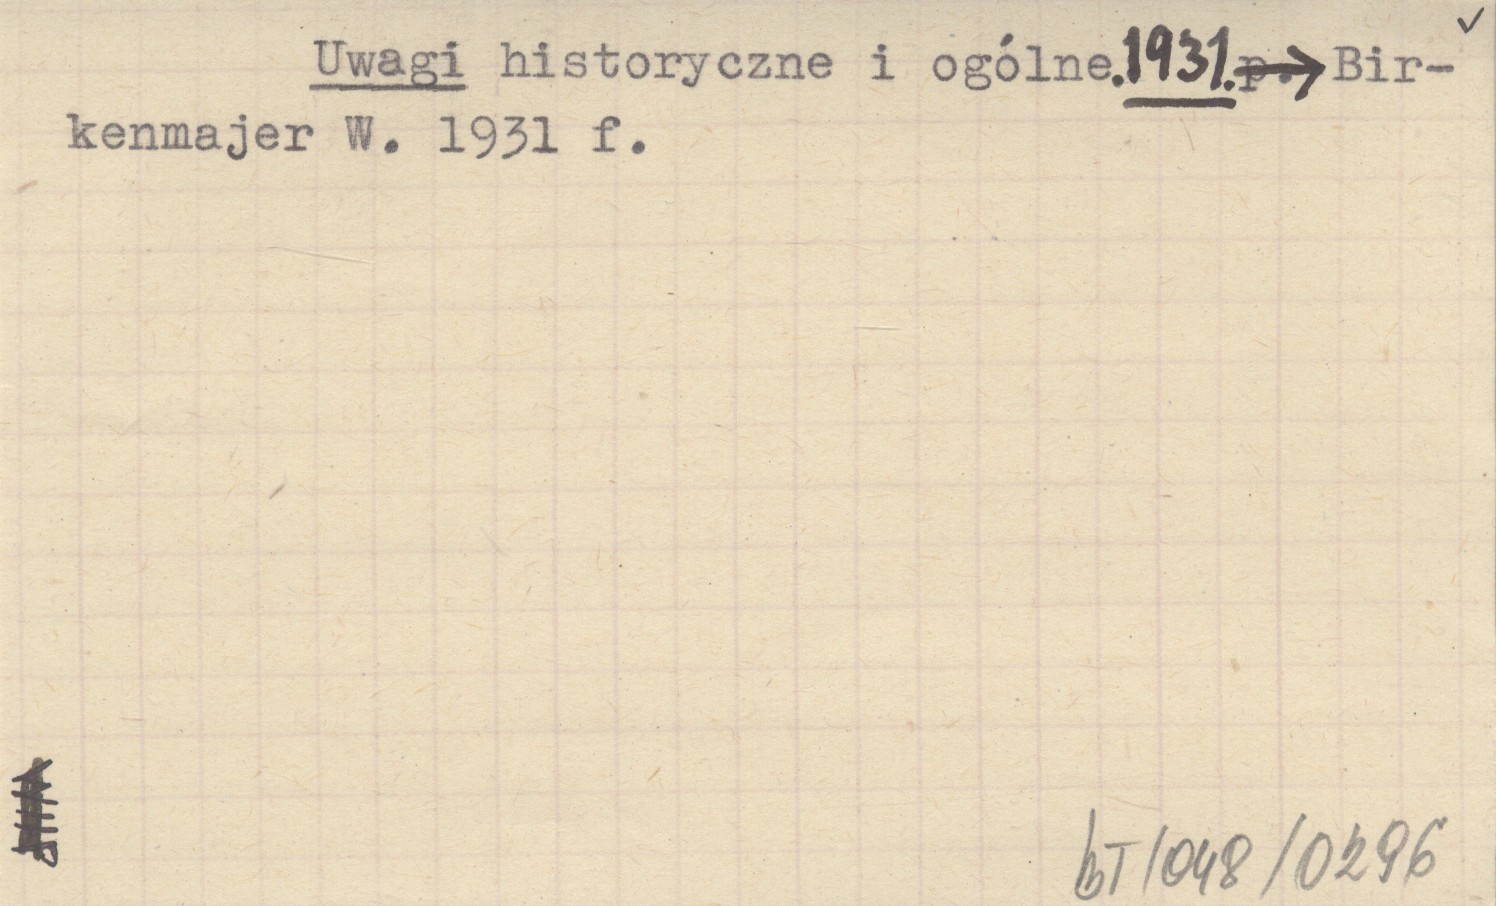 Uwagi historyczne i ogólne.1931.p.→Bir-
kenmajer W. 1931 f.
bT/048/0296